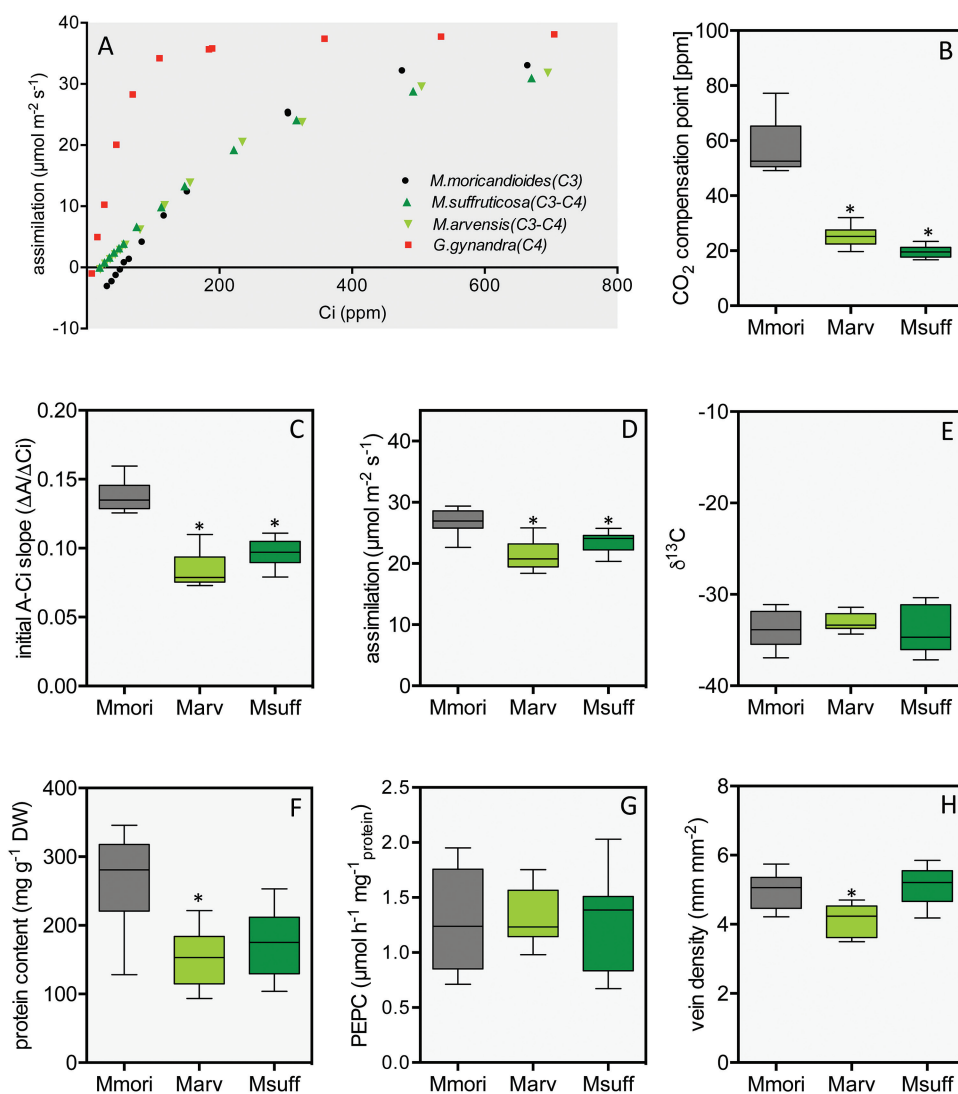 A
assimilation (µmol m⁻² s⁻¹)
40
30
20
10
0
-10
200
400
600
800
Ci (ppm)
M.moricandioides(C3)
M.suffruticosa(C3-C4)
M.arvensis(C3-C4)
G.gynandra(C4)
B
CO₂ compensation point [ppm]
100
80
60
40
20
0
*
*
Mmori Marv Msuff
C
initial A-Ci slope (ΔA/ΔCi)
0.20
0.15
0.10
0.05
0.00
*
*
Mmori Marv Msuff
D
assimilation (µmol m⁻² s⁻¹)
40
30
20
10
0
*
*
Mmori Marv Msuff
E
δ¹³C
-10
-20
-30
-40
Mmori Marv Msuff
F
protein content (mg g⁻¹ DW)
400
300
200
100
0
*
Mmori Marv Msuff
G
PEPC (µmol h⁻¹ mg⁻¹ protein)
2.5
2.0
1.5
1.0
0.5
0.0
Mmori Marv Msuff
H
vein density (mm mm⁻²)
8
6
4
2
0
*
Mmori Marv Msuff